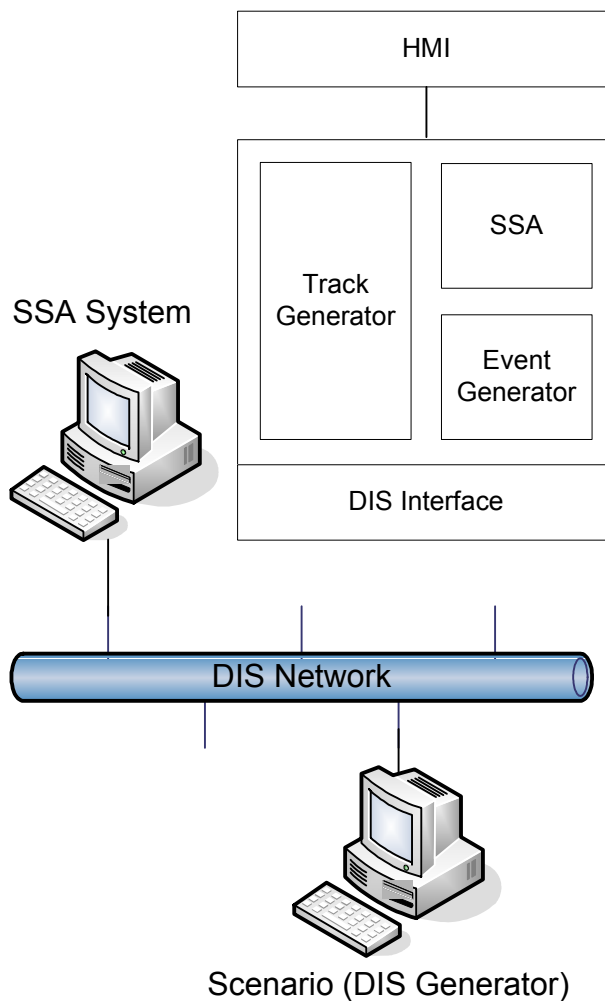 HMI
SSA
Track
Generator
Event
Generator
DIS Interface
SSA System
DIS Network
Scenario (DIS Generator)